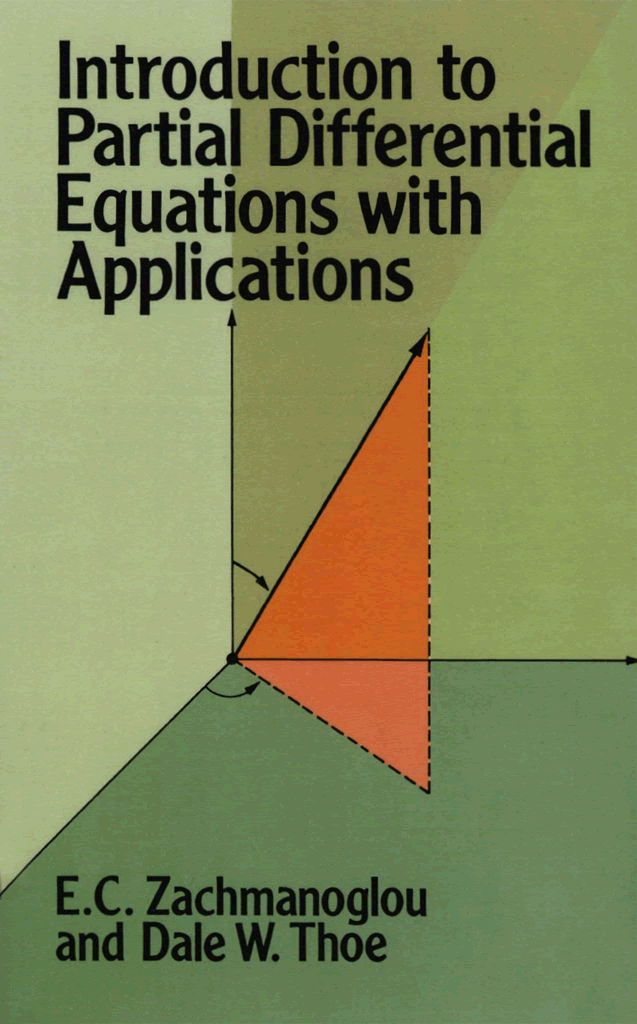 Introduction to
Partial Differential
Equations with
Applications
E.C. Zachmanoglou
and Dale W. Thoe